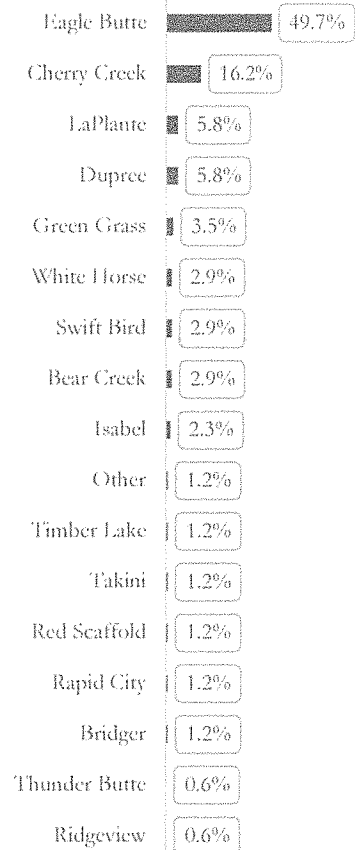 Eagle Butte 49.7%
Cherry Creek 16.2%
LaPlante 5.8%
Dupree 5.8%
Green Grass 3.5%
White Horse 2.9%
Swift Bird 2.9%
Bear Creek 2.9%
Isabel 2.3%
Other 1.2%
Timber Lake 1.2%
Takini 1.2%
Red Scaffold 1.2%
Rapid City 1.2%
Bridger 1.2%
Thunder Butte 0.6%
Ridgeview 0.6%